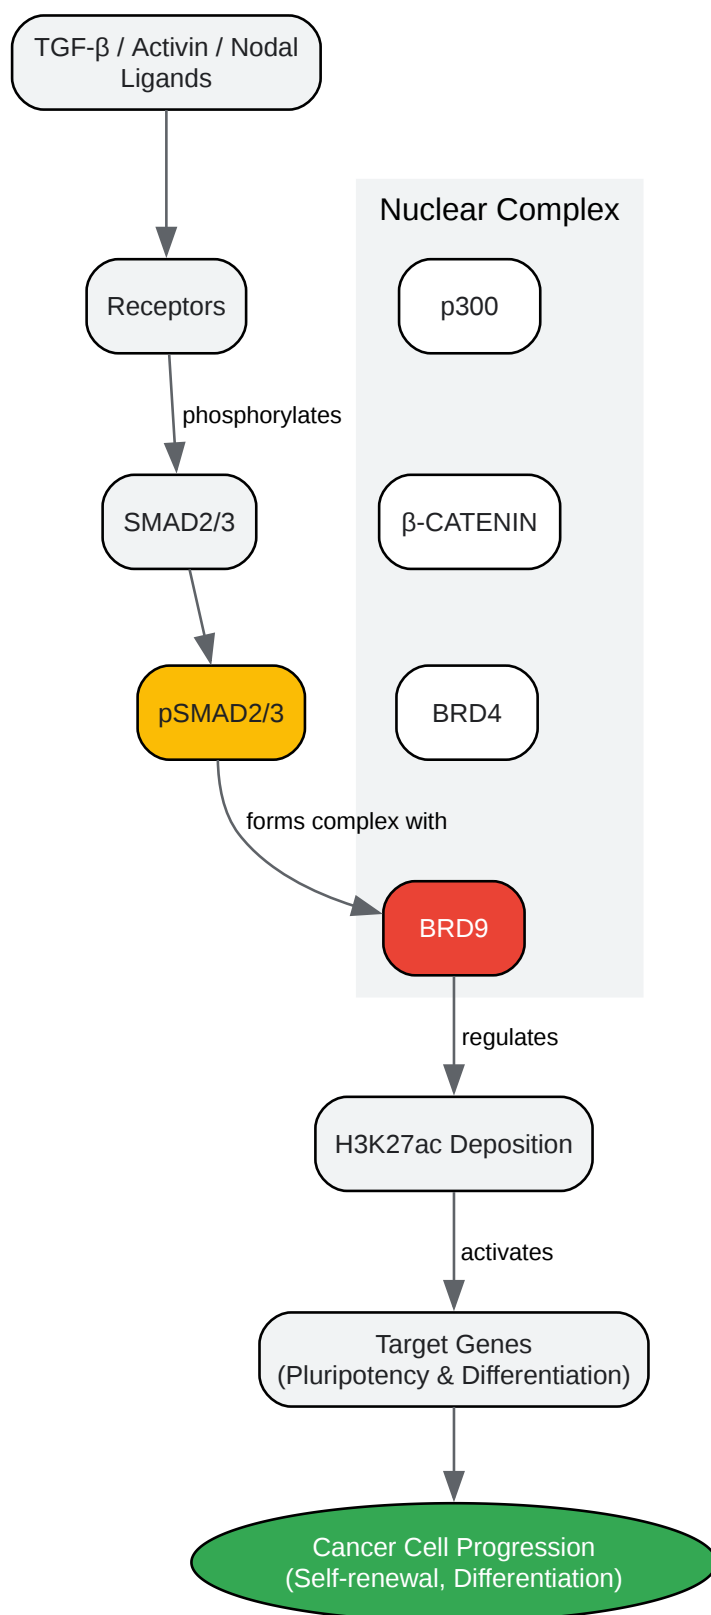 TGF-β / Activin / Nodal
Ligands
Nuclear Complex
Receptors
p300
phosphorylates
SMAD2/3
β-CATENIN
pSMAD2/3
BRD4
forms complex with
BRD9
regulates
H3K27ac Deposition
activates
Target Genes
(Pluripotency & Differentiation)
Cancer Cell Progression
(Self-renewal, Differentiation)